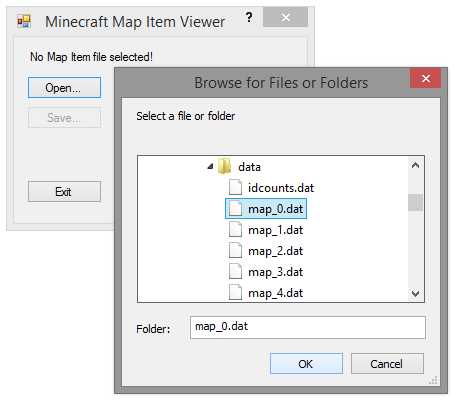 Minecraft Map Item Viewer ?
No Map Item file selected!
Open...
Save...
Exit
Browse for Files or Folders
Select a file or folder
data
idcounts.dat
map_0.dat
map_1.dat
map_2.dat
map_3.dat
map_4.dat
Folder: map_0.dat
OK Cancel